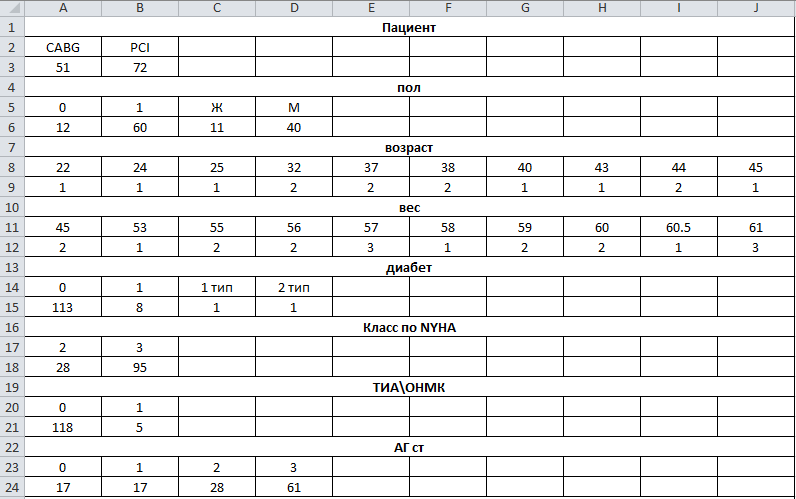 A B C D E F G H I J
1 Пациент
2 CABG PCI
3 51 72
4 пол
5 0 1 Ж М
6 12 60 11 40
7 возраст
8 22 24 25 32 37 38 40 43 44 45
9 1 1 1 2 2 2 1 1 2 1
10 вес
11 45 53 55 56 57 58 59 60 60.5 61
12 2 1 2 2 3 1 2 2 1 3
13 диабет
14 0 1 1 тип 2 тип
15 113 8 1 1
16 Класс по NYHA
17 2 3
18 28 95
19 ТИА\ОНМК
20 0 1
21 118 5
22 АГ ст
23 0 1 2 3
24 17 17 28 61